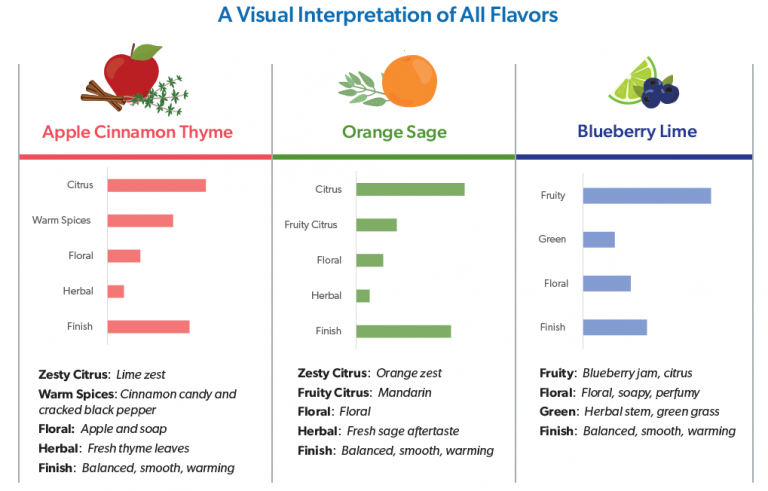 A Visual Interpretation of All Flavors
Apple Cinnamon Thyme
Citrus
Warm Spices
Floral
Herbal
Finish
Zesty Citrus: Lime zest
Warm Spices: Cinnamon candy and
cracked black pepper
Floral: Apple and soap
Herbal: Fresh thyme leaves
Finish: Balanced, smooth, warming
Orange Sage
Citrus
Fruity Citrus
Floral
Herbal
Finish
Zesty Citrus: Orange zest
Fruity Citrus: Mandarin
Floral: Floral
Herbal: Fresh sage aftertaste
Finish: Balanced, smooth, warming
Blueberry Lime
Fruity
Green
Floral
Finish
Fruity: Blueberry jam, citrus
Floral: Floral, soapy, perfumy
Green: Herbal stem, green grass
Finish: Balanced, smooth, warming